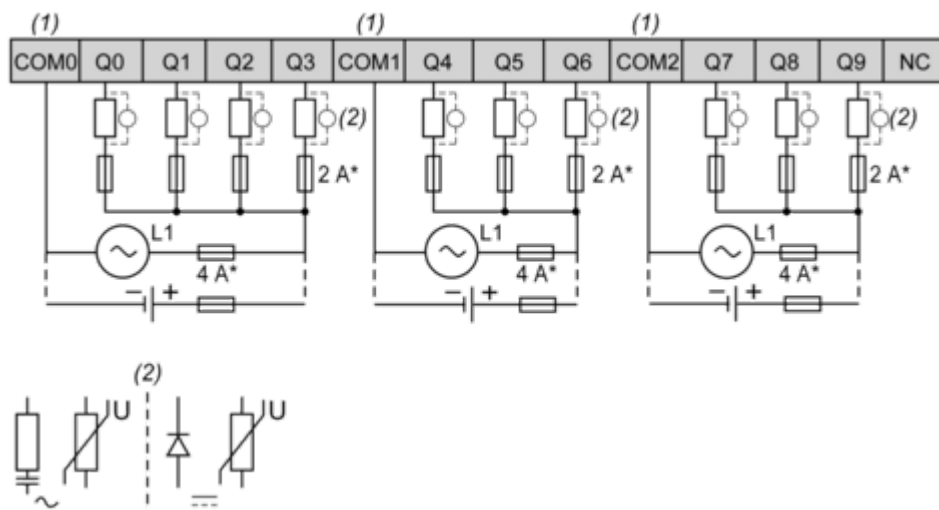 (1) (1) (1)
COM0 Q0 Q1 Q2 Q3 COM1 Q4 Q5 Q6 COM2 Q7 Q8 Q9 NC
(2) (2) (2)
2 A* 2 A* 2 A*
L1 L1 L1
4 A* 4 A* 4 A*
− + − + − +
(2)
U U